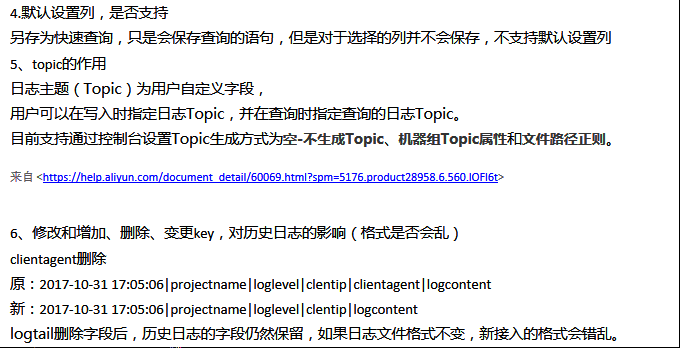 4.默认设置列，是否支持
另存为快速查询，只是会保存查询的语句，但是对于选择的列并不会保存，不支持默认设置列
5、topic的作用
日志主题（Topic）为用户自定义字段，
用户可以在写入时指定日志Topic，并在查询时指定查询的日志Topic。
目前支持通过控制台设置Topic生成方式为空-不生成Topic、机器组Topic属性和文件路径正则。
来自 <https://help.aliyun.com/document_detail/60069.html?spm=5176.product28958.6.560.lOFl6t>
6、修改和增加、删除、变更key，对历史日志的影响（格式是否会乱）
clientagent删除
原：2017-10-31 17:05:06|projectname|loglevel|clentip|clientagent|logcontent
新：2017-10-31 17:05:06|projectname|loglevel|clentip|logcontent
logtail删除字段后，历史日志的字段仍然保留，如果日志文件格式不变，新接入的格式会错乱。